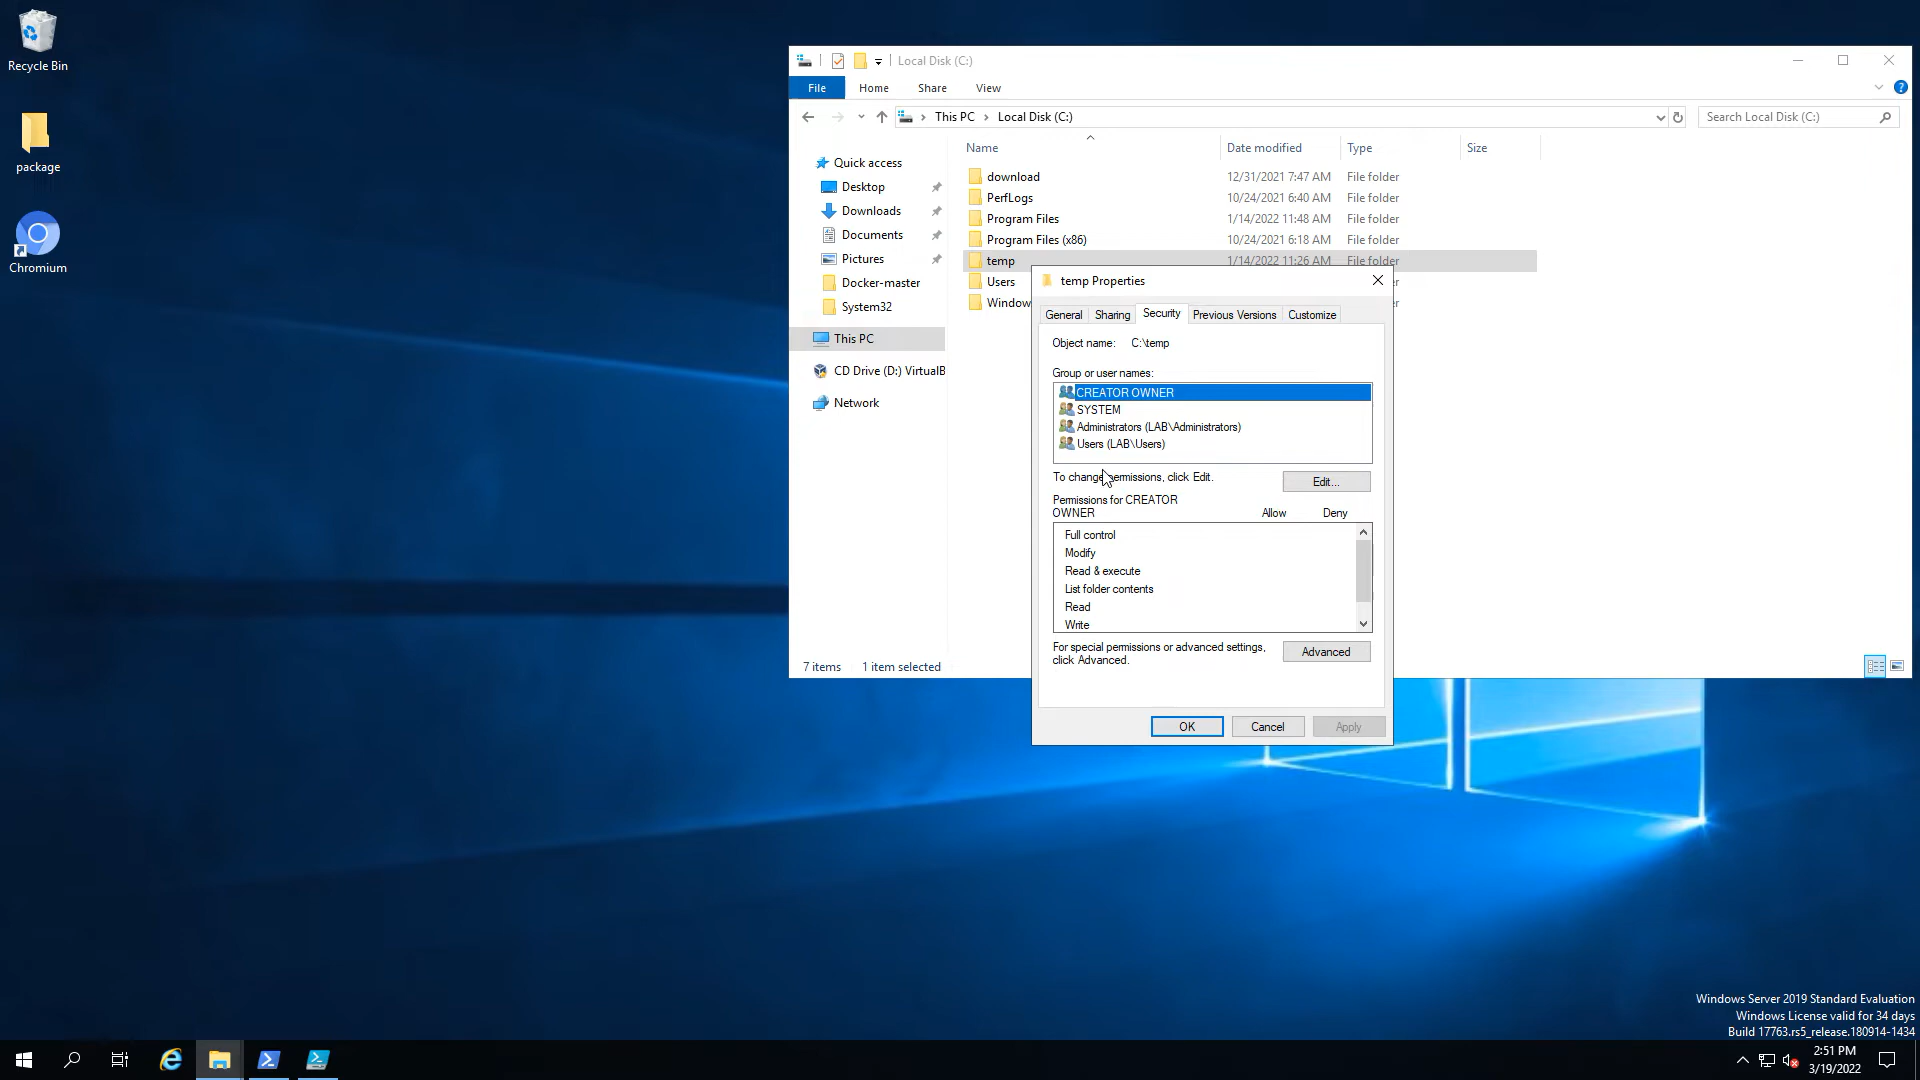 Recycle Bin
package
Chromium
Local Disk (C:)
File Home Share View
This PC Local Disk (C:)
Search Local Disk (C:)
Name Date modified Type Size
Quick access
Desktop
Downloads
Documents
Pictures
Docker-master
System32
This PC
CD Drive (D:) VirtualB
Network
download 12/31/2021 7:47 AM File folder
PerfLogs 10/24/2021 6:40 AM File folder
Program Files 1/14/2022 11:48 AM File folder
Program Files (x86) 10/24/2021 6:18 AM File folder
temp 1/14/2022 11:26 AM File folder
Users
Window
7 items 1 item selected
temp Properties
General Sharing Security Previous Versions Customize
Object name: C:\temp
Group or user names:
CREATOR OWNER
SYSTEM
Administrators (LAB\Administrators)
Users (LAB\Users)
To change permissions, click Edit.
Edit...
Permissions for CREATOR
OWNER Allow Deny
Full control
Modify
Read & execute
List folder contents
Read
Write
For special permissions or advanced settings,
click Advanced.
Advanced
OK Cancel Apply
Windows Server 2019 Standard Evaluation
Windows License valid for 34 days
Build 17763.rs5_release.180914-1434
2:51 PM
3/19/2022